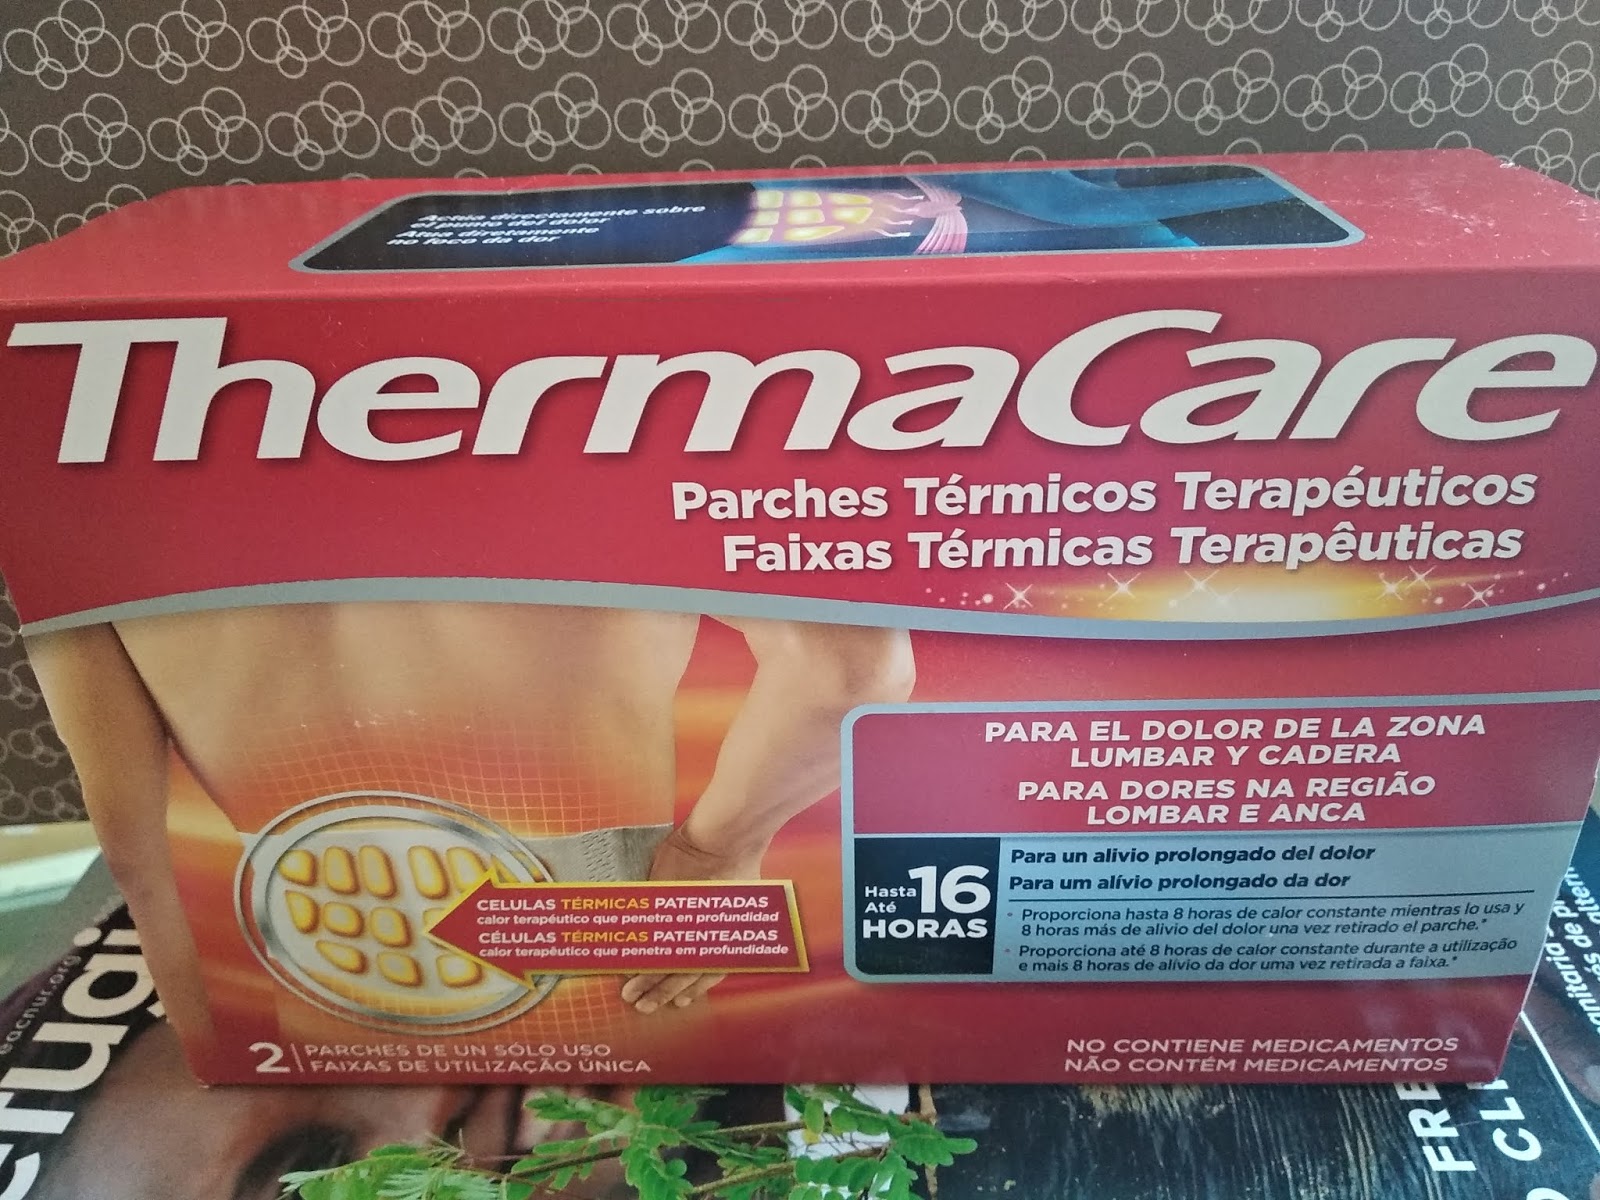 Actúa directamente sobre
el punto del dolor
Atua diretamente
no foco da dor
ThermaCare
Parches Térmicos Terapéuticos
Faixas Térmicas Terapêuticas
PARA EL DOLOR DE LA ZONA
LUMBAR Y CADERA
PARA DORES NA REGIÃO
LOMBAR E ANCA
Hasta
Até
16
HORAS
Para un alivio prolongado del dolor
Para um alívio prolongado da dor
• Proporciona hasta 8 horas de calor constante mientras lo usa y
8 horas más de alivio del dolor una vez retirado el parche.*
• Proporciona até 8 horas de calor constante durante a utilização
e mais 8 horas de alívio da dor uma vez retirada a faixa.*
CELULAS TÉRMICAS PATENTADAS
calor terapéutico que penetra en profundidad
CÉLULAS TÉRMICAS PATENTEADAS
calor terapêutico que penetra em profundidade
2 PARCHES DE UN SÓLO USO
FAIXAS DE UTILIZAÇÃO ÚNICA
NO CONTIENE MEDICAMENTOS
NÃO CONTÉM MEDICAMENTOS
eacnur.org